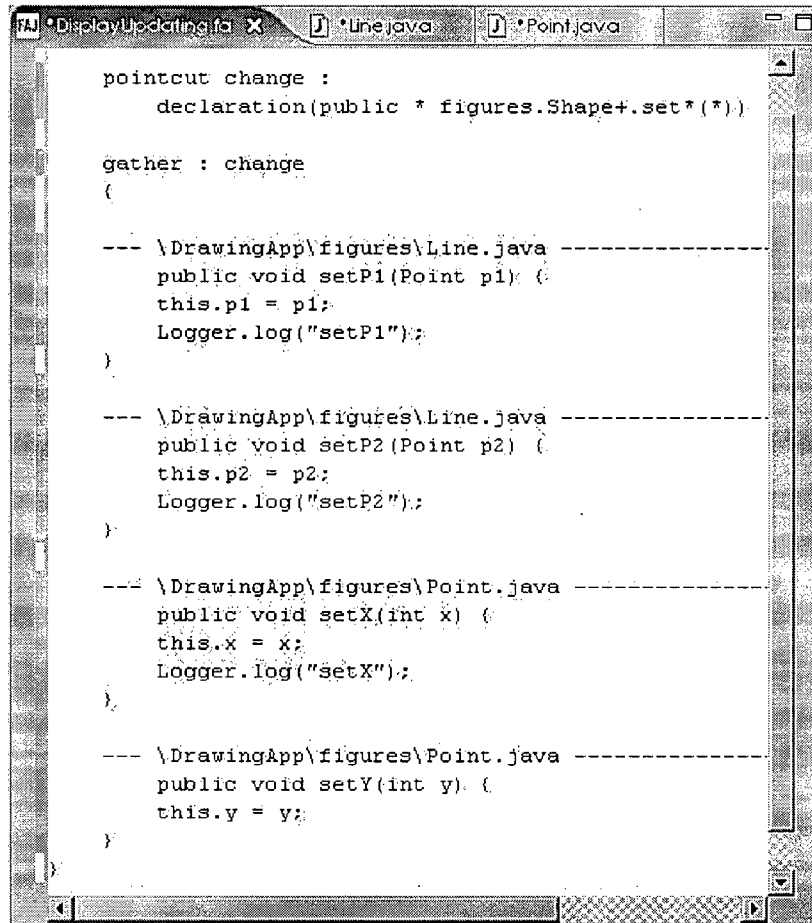 FAJ *DisplayUpdating.fa X J *Line.java J *Point.java
pointcut change :
declaration(public * figures.Shape+.set*(*))
gather : change
{
--- \DrawingApp\figures\Line.java ---------------
public void setP1(Point p1) {
this.p1 = p1;
Logger.log("setP1");
}
--- \DrawingApp\figures\Line.java ---------------
public void setP2(Point p2) {
this.p2 = p2;
Logger.log("setP2");
}
--- \DrawingApp\figures\Point.java --------------
public void setX(int x) {
this.x = x;
Logger.log("setX");
}
--- \DrawingApp\figures\Point.java --------------
public void setY(int y) {
this.y = y;
}
}